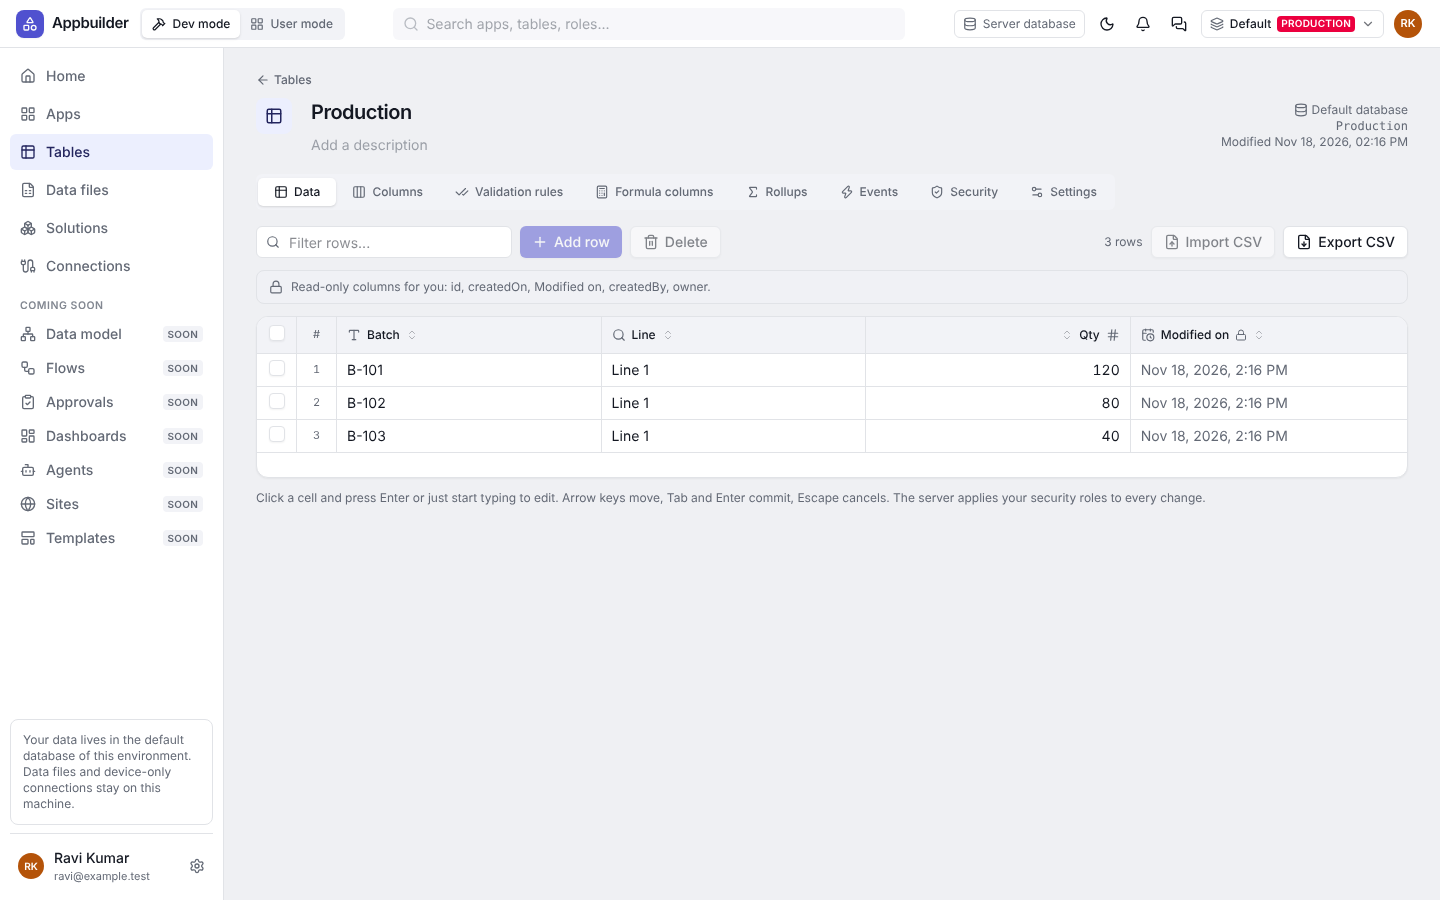 Appbuilder
Dev mode
User mode
Search apps, tables, roles...
Server database
Default PRODUCTION
RK
Home
Apps
Tables
Data files
Solutions
Connections
COMING SOON
Data model SOON
Flows SOON
Approvals SOON
Dashboards SOON
Agents SOON
Sites SOON
Templates SOON
Your data lives in the default
database of this environment.
Data files and device-only
connections stay on this
machine.
RK
Ravi Kumar
ravi@example.test
Tables
Production
Add a description
Default database
Production
Modified Nov 18, 2026, 02:16 PM
Data Columns Validation rules Formula columns Rollups Events Security Settings
Filter rows... Add row Delete 3 rows Import CSV Export CSV
Read-only columns for you: id, createdOn, Modified on, createdBy, owner.
# Batch Line Qty # Modified on
1 B-101 Line 1 120 Nov 18, 2026, 2:16 PM
2 B-102 Line 1 80 Nov 18, 2026, 2:16 PM
3 B-103 Line 1 40 Nov 18, 2026, 2:16 PM
Click a cell and press Enter or just start typing to edit. Arrow keys move, Tab and Enter commit, Escape cancels. The server applies your security roles to every change.